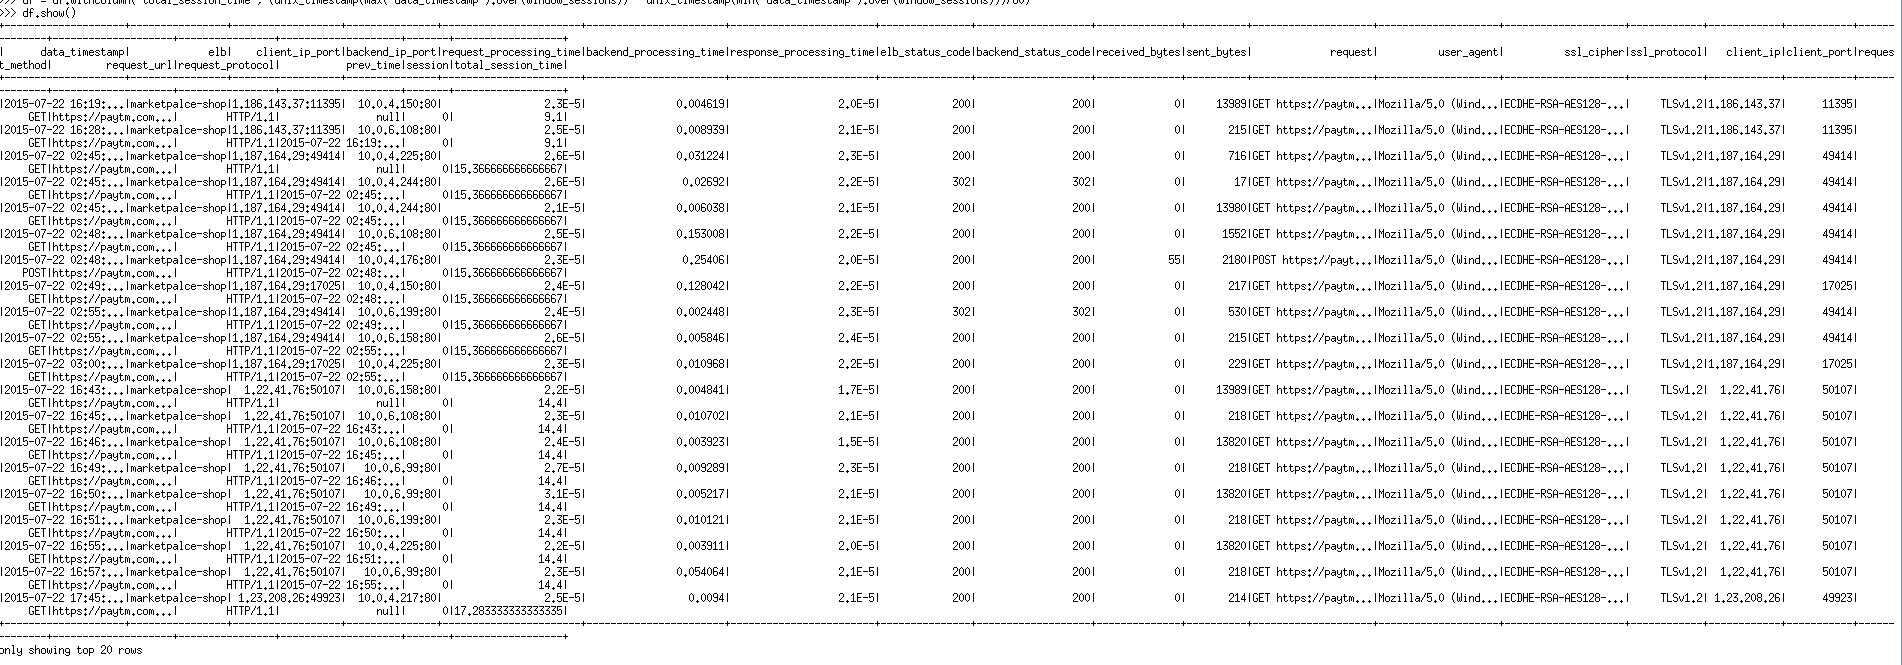 >>> df = df.withColumn("total_session_time", (unix_timestamp(max("data_timestamp").over(window_sessions)) - unix_timestamp(min("data_timestamp").over(window_sessions)))/60)
>>> df.show()
| data_timestamp| elb| client_ip_port|backend_ip_port|request_processing_time|backend_processing_time|response_processing_time|elb_status_code|backend_status_code|received_bytes|sent_bytes| request| user_agent| ssl_cipher|ssl_protocol| client_ip|client_port|reques
t_method| request_url|request_protocol| prev_time|session|total_session_time|
|2015-07-22 16:19:...|marketpalce-shop|1.186.143.37:11395| 10.0.4.150:80| 2.3E-5| 0.004619| 2.0E-5| 200| 200| 0| 13989|GET https://paytm...|Mozilla/5.0 (Wind...|ECDHE-RSA-AES128-...| TLSv1.2|1.186.143.37| 11395|
GET|https://paytm.com...| HTTP/1.1| null| 0| 9.1|
|2015-07-22 16:28:...|marketpalce-shop|1.186.143.37:11395| 10.0.6.108:80| 2.5E-5| 0.008939| 2.1E-5| 200| 200| 0| 215|GET https://paytm...|Mozilla/5.0 (Wind...|ECDHE-RSA-AES128-...| TLSv1.2|1.186.143.37| 11395|
GET|https://paytm.com...| HTTP/1.1|2015-07-22 16:19:...| 0| 9.1|
|2015-07-22 02:45:...|marketpalce-shop|1.187.164.29:49414| 10.0.4.225:80| 2.6E-5| 0.031224| 2.3E-5| 200| 200| 0| 716|GET https://paytm...|Mozilla/5.0 (Wind...|ECDHE-RSA-AES128-...| TLSv1.2|1.187.164.29| 49414|
GET|https://paytm.com...| HTTP/1.1| null| 0|15.366666666666667|
|2015-07-22 02:45:...|marketpalce-shop|1.187.164.29:49414| 10.0.4.244:80| 2.6E-5| 0.02692| 2.2E-5| 302| 302| 0| 17|GET https://paytm...|Mozilla/5.0 (Wind...|ECDHE-RSA-AES128-...| TLSv1.2|1.187.164.29| 49414|
GET|https://paytm.com...| HTTP/1.1|2015-07-22 02:45:...| 0|15.366666666666667|
|2015-07-22 02:45:...|marketpalce-shop|1.187.164.29:49414| 10.0.4.244:80| 2.1E-5| 0.006038| 2.1E-5| 200| 200| 0| 13980|GET https://paytm...|Mozilla/5.0 (Wind...|ECDHE-RSA-AES128-...| TLSv1.2|1.187.164.29| 49414|
GET|https://paytm.com...| HTTP/1.1|2015-07-22 02:45:...| 0|15.366666666666667|
|2015-07-22 02:48:...|marketpalce-shop|1.187.164.29:49414| 10.0.6.108:80| 2.5E-5| 0.153008| 2.2E-5| 200| 200| 0| 1552|GET https://paytm...|Mozilla/5.0 (Wind...|ECDHE-RSA-AES128-...| TLSv1.2|1.187.164.29| 49414|
GET|https://paytm.com...| HTTP/1.1|2015-07-22 02:45:...| 0|15.366666666666667|
|2015-07-22 02:48:...|marketpalce-shop|1.187.164.29:49414| 10.0.4.176:80| 2.3E-5| 0.25406| 2.0E-5| 200| 200| 55| 2180|POST https://payt...|Mozilla/5.0 (Wind...|ECDHE-RSA-AES128-...| TLSv1.2|1.187.164.29| 49414|
POST|https://paytm.com...| HTTP/1.1|2015-07-22 02:48:...| 0|15.366666666666667|
|2015-07-22 02:49:...|marketpalce-shop|1.187.164.29:17025| 10.0.4.150:80| 2.4E-5| 0.128042| 2.1E-5| 200| 200| 0| 217|GET https://paytm...|Mozilla/5.0 (Wind...|ECDHE-RSA-AES128-...| TLSv1.2|1.187.164.29| 17025|
GET|https://paytm.com...| HTTP/1.1|2015-07-22 02:48:...| 0|15.366666666666667|
|2015-07-22 02:55:...|marketpalce-shop|1.187.164.29:49414| 10.0.6.199:80| 2.4E-5| 0.002448| 2.3E-5| 302| 302| 0| 530|GET https://paytm...|Mozilla/5.0 (Wind...|ECDHE-RSA-AES128-...| TLSv1.2|1.187.164.29| 49414|
GET|https://paytm.com...| HTTP/1.1|2015-07-22 02:49:...| 0|15.366666666666667|
|2015-07-22 02:55:...|marketpalce-shop|1.187.164.29:49414| 10.0.6.158:80| 2.6E-5| 0.005846| 2.4E-5| 200| 200| 0| 215|GET https://paytm...|Mozilla/5.0 (Wind...|ECDHE-RSA-AES128-...| TLSv1.2|1.187.164.29| 49414|
GET|https://paytm.com...| HTTP/1.1|2015-07-22 02:55:...| 0|15.366666666666667|
|2015-07-22 03:00:...|marketpalce-shop|1.187.164.29:17025| 10.0.4.225:80| 2.3E-5| 0.010968| 2.2E-5| 200| 200| 0| 229|GET https://paytm...|Mozilla/5.0 (Wind...|ECDHE-RSA-AES128-...| TLSv1.2|1.187.164.29| 17025|
GET|https://paytm.com...| HTTP/1.1|2015-07-22 02:55:...| 0|15.366666666666667|
|2015-07-22 16:43:...|marketpalce-shop| 1.22.41.76:50107| 10.0.6.158:80| 2.2E-5| 0.004841| 1.7E-5| 200| 200| 0| 13989|GET https://paytm...|Mozilla/5.0 (Wind...|ECDHE-RSA-AES128-...| TLSv1.2| 1.22.41.76| 50107|
GET|https://paytm.com...| HTTP/1.1| null| 0| 14.4|
|2015-07-22 16:45:...|marketpalce-shop| 1.22.41.76:50107| 10.0.6.108:80| 2.3E-5| 0.010702| 2.1E-5| 200| 200| 0| 218|GET https://paytm...|Mozilla/5.0 (Wind...|ECDHE-RSA-AES128-...| TLSv1.2| 1.22.41.76| 50107|
GET|https://paytm.com...| HTTP/1.1|2015-07-22 16:43:...| 0| 14.4|
|2015-07-22 16:46:...|marketpalce-shop| 1.22.41.76:50107| 10.0.6.108:80| 2.4E-5| 0.003923| 1.5E-5| 200| 200| 0| 13820|GET https://paytm...|Mozilla/5.0 (Wind...|ECDHE-RSA-AES128-...| TLSv1.2| 1.22.41.76| 50107|
GET|https://paytm.com...| HTTP/1.1|2015-07-22 16:45:...| 0| 14.4|
|2015-07-22 16:49:...|marketpalce-shop| 1.22.41.76:50107| 10.0.6.99:80| 2.7E-5| 0.009289| 2.3E-5| 200| 200| 0| 218|GET https://paytm...|Mozilla/5.0 (Wind...|ECDHE-RSA-AES128-...| TLSv1.2| 1.22.41.76| 50107|
GET|https://paytm.com...| HTTP/1.1|2015-07-22 16:46:...| 0| 14.4|
|2015-07-22 16:50:...|marketpalce-shop| 1.22.41.76:50107| 10.0.6.99:80| 3.1E-5| 0.005217| 2.1E-5| 200| 200| 0| 13820|GET https://paytm...|Mozilla/5.0 (Wind...|ECDHE-RSA-AES128-...| TLSv1.2| 1.22.41.76| 50107|
GET|https://paytm.com...| HTTP/1.1|2015-07-22 16:49:...| 0| 14.4|
|2015-07-22 16:51:...|marketpalce-shop| 1.22.41.76:50107| 10.0.6.199:80| 2.3E-5| 0.010121| 2.1E-5| 200| 200| 0| 218|GET https://paytm...|Mozilla/5.0 (Wind...|ECDHE-RSA-AES128-...| TLSv1.2| 1.22.41.76| 50107|
GET|https://paytm.com...| HTTP/1.1|2015-07-22 16:50:...| 0| 14.4|
|2015-07-22 16:55:...|marketpalce-shop| 1.22.41.76:50107| 10.0.4.225:80| 2.2E-5| 0.003911| 2.0E-5| 200| 200| 0| 13820|GET https://paytm...|Mozilla/5.0 (Wind...|ECDHE-RSA-AES128-...| TLSv1.2| 1.22.41.76| 50107|
GET|https://paytm.com...| HTTP/1.1|2015-07-22 16:51:...| 0| 14.4|
|2015-07-22 16:57:...|marketpalce-shop| 1.22.41.76:50107| 10.0.6.99:80| 2.3E-5| 0.054064| 2.1E-5| 200| 200| 0| 218|GET https://paytm...|Mozilla/5.0 (Wind...|ECDHE-RSA-AES128-...| TLSv1.2| 1.22.41.76| 50107|
GET|https://paytm.com...| HTTP/1.1|2015-07-22 16:55:...| 0| 14.4|
|2015-07-22 17:45:...|marketpalce-shop| 1.23.208.26:49923| 10.0.4.217:80| 2.5E-5| 0.0094| 2.1E-5| 200| 200| 0| 214|GET https://paytm...|Mozilla/5.0 (Wind...|ECDHE-RSA-AES128-...| TLSv1.2| 1.23.208.26| 49923|
GET|https://paytm.com...| HTTP/1.1| null| 0|17.283333333333335|
only showing top 20 rows